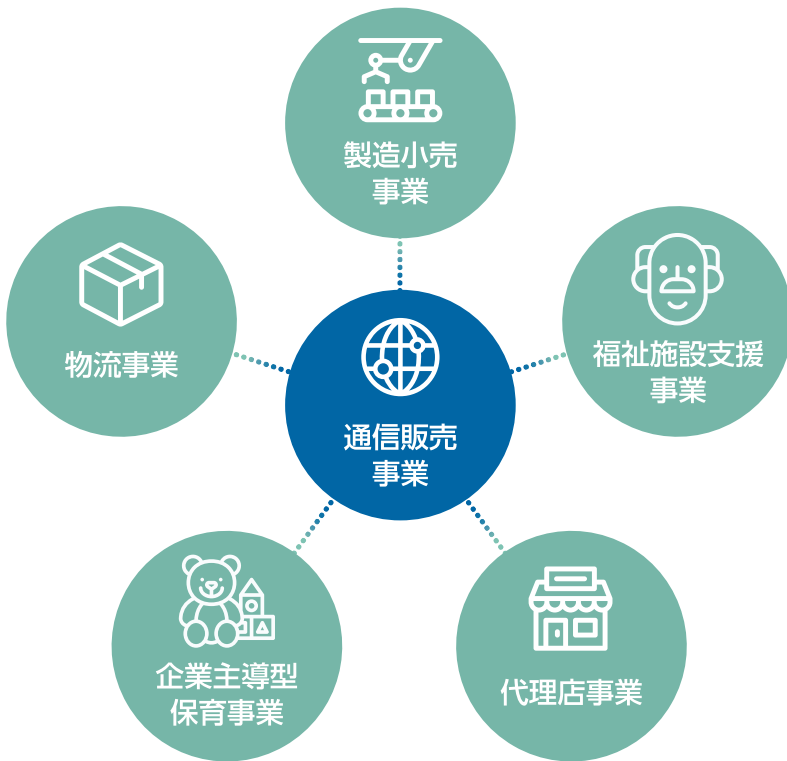 製造小売
事業
物流事業
福祉施設支援
事業
通信販売
事業
企業主導型
保育事業
代理店事業